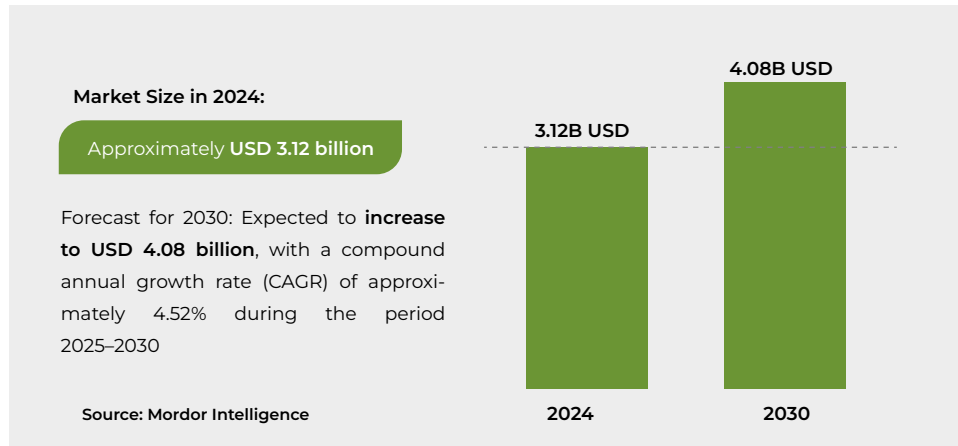 Market Size in 2024:
Approximately USD 3.12 billion
Forecast for 2030: Expected to increase
to USD 4.08 billion, with a compound
annual growth rate (CAGR) of approxi-
mately 4.52% during the period
2025–2030
Source: Mordor Intelligence
4.08B USD
3.12B USD
2024
2030